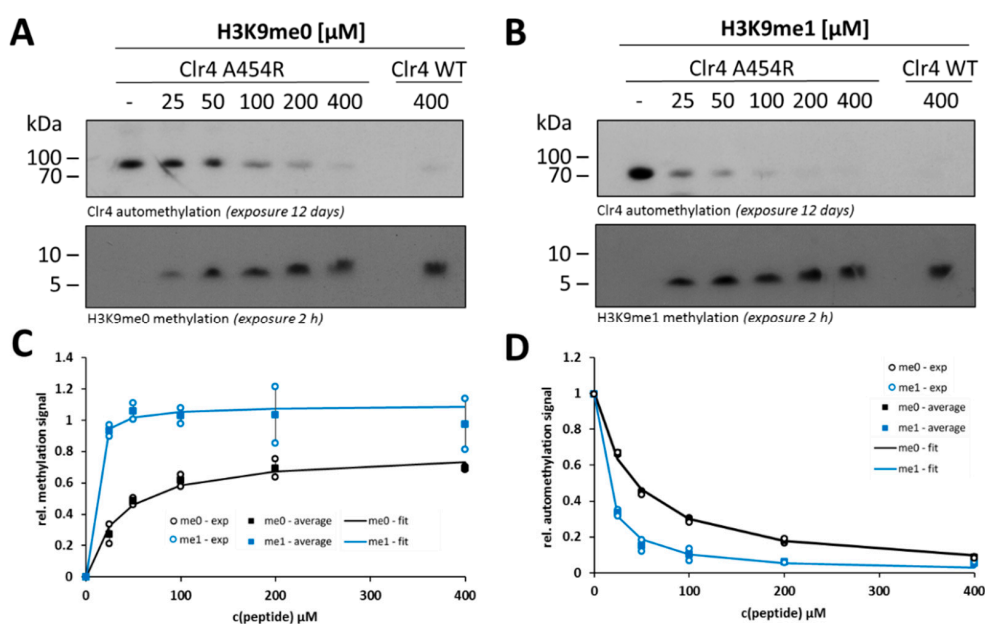 A
H3K9me0 [µM]
Clr4 A454R Clr4 WT
- 25 50 100 200 400 400
kDa
100
70
Clr4 automethylation (exposure 12 days)
10
5
H3K9me0 methylation (exposure 2 h)
B
H3K9me1 [µM]
Clr4 A454R Clr4 WT
- 25 50 100 200 400 400
kDa
100
70
Clr4 automethylation (exposure 12 days)
10
5
H3K9me1 methylation (exposure 2 h)
C
rel. methylation signal
1.4
1.2
1
0.8
0.6
0.4
0.2
0
me0 - exp me0 - average me0 - fit
me1 - exp me1 - average me1 - fit
0 100 200 300 400
c(peptide) µM
D
rel. automethylation signal
1.2
1
0.8
0.6
0.4
0.2
0
me0 - exp
me1 - exp
me0 - average
me1 - average
me0 - fit
me1 - fit
0 100 200 300 400
c(peptide) µM